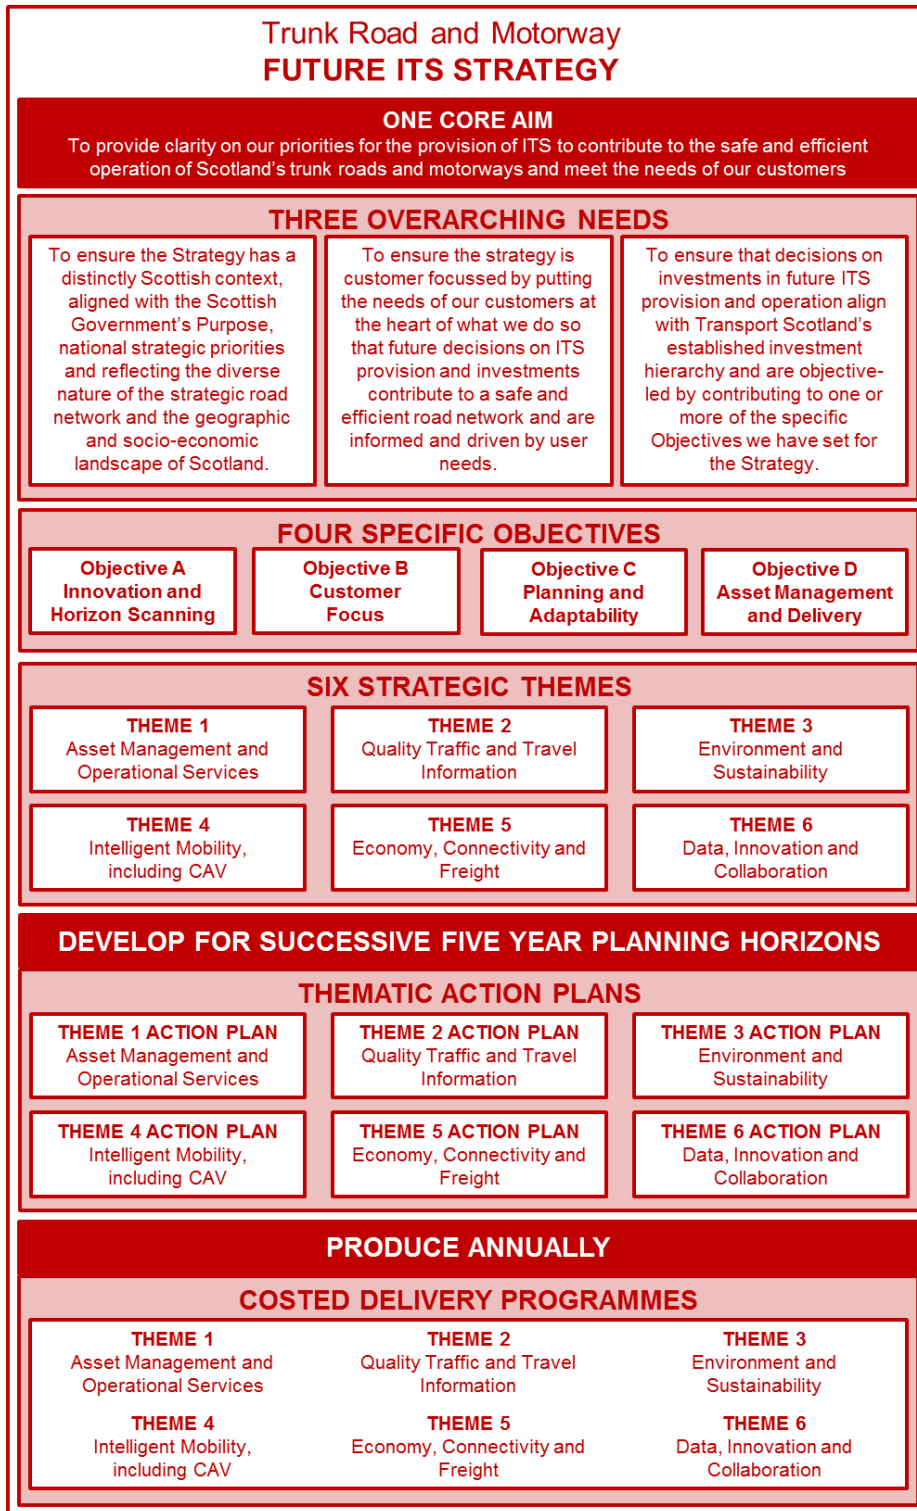 Trunk Road and Motorway
FUTURE ITS STRATEGY
ONE CORE AIM
To provide clarity on our priorities for the provision of ITS to contribute to the safe and efficient
operation of Scotland's trunk roads and motorways and meet the needs of our customers
THREE OVERARCHING NEEDS
To ensure the Strategy has a
distinctly Scottish context,
aligned with the Scottish
Government's Purpose,
national strategic priorities
and reflecting the diverse
nature of the strategic road
network and the geographic
and socio-economic
landscape of Scotland.
To ensure the strategy is
customer focussed by putting
the needs of our customers at
the heart of what we do so
that future decisions on ITS
provision and investments
contribute to a safe and
efficient road network and are
informed and driven by user
needs.
To ensure that decisions on
investments in future ITS
provision and operation align
with Transport Scotland's
established investment
hierarchy and are objective-
led by contributing to one or
more of the specific
Objectives we have set for
the Strategy.
FOUR SPECIFIC OBJECTIVES
Objective A
Innovation and
Horizon Scanning
Objective B
Customer
Focus
Objective C
Planning and
Adaptability
Objective D
Asset Management
and Delivery
SIX STRATEGIC THEMES
THEME 1
Asset Management and
Operational Services
THEME 2
Quality Traffic and Travel
Information
THEME 3
Environment and
Sustainability
THEME 4
Intelligent Mobility,
including CAV
THEME 5
Economy, Connectivity and
Freight
THEME 6
Data, Innovation and
Collaboration
DEVELOP FOR SUCCESSIVE FIVE YEAR PLANNING HORIZONS
THEMATIC ACTION PLANS
THEME 1 ACTION PLAN
Asset Management and
Operational Services
THEME 2 ACTION PLAN
Quality Traffic and Travel
Information
THEME 3 ACTION PLAN
Environment and
Sustainability
THEME 4 ACTION PLAN
Intelligent Mobility,
including CAV
THEME 5 ACTION PLAN
Economy, Connectivity and
Freight
THEME 6 ACTION PLAN
Data, Innovation and
Collaboration
PRODUCE ANNUALLY
COSTED DELIVERY PROGRAMMES
THEME 1
Asset Management and
Operational Services
THEME 2
Quality Traffic and Travel
Information
THEME 3
Environment and
Sustainability
THEME 4
Intelligent Mobility,
including CAV
THEME 5
Economy, Connectivity and
Freight
THEME 6
Data, Innovation and
Collaboration